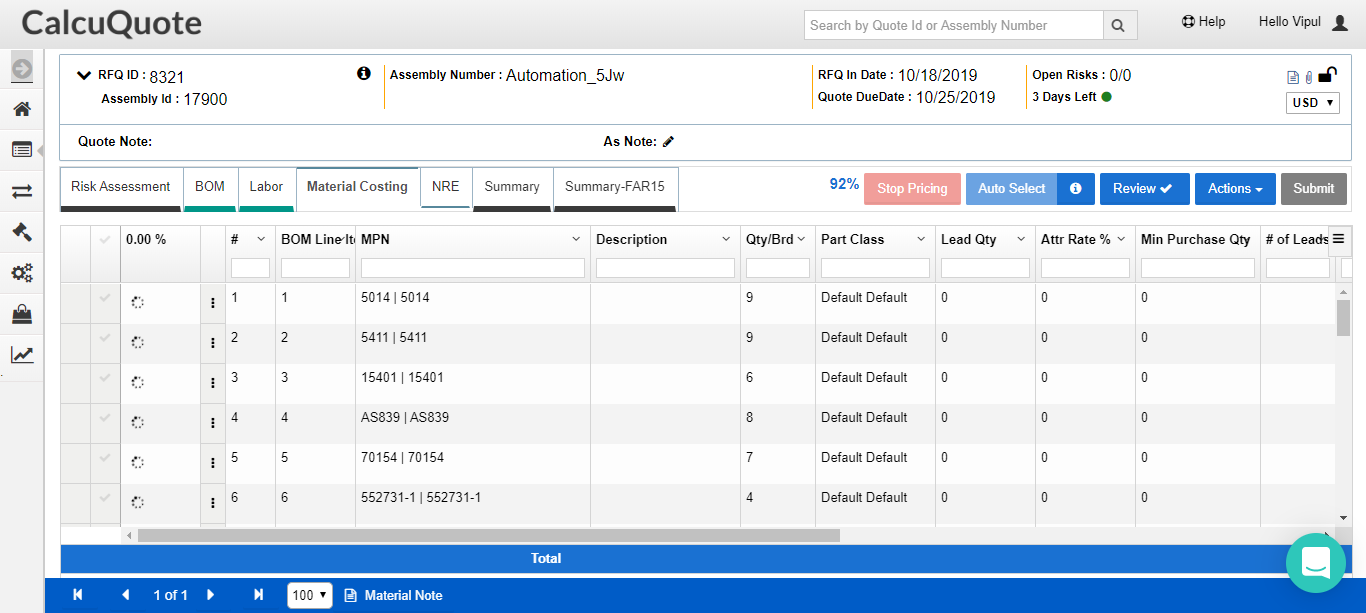 CalcuQuote
Search by Quote Id or Assembly Number
Help
Hello Vipul
RFQ ID : 8321
Assembly Id : 17900
Assembly Number : Automation_5Jw
RFQ In Date : 10/18/2019
Quote DueDate : 10/25/2019
Open Risks : 0/0
3 Days Left
USD
Quote Note:
As Note:
Risk Assessment BOM Labor Material Costing NRE Summary Summary-FAR15
92% Stop Pricing Auto Select Review Actions Submit
0.00 % # BOM Line Ite MPN Description Qty/Brd Part Class Lead Qty Attr Rate % Min Purchase Qty # of Leads
1 1 5014 | 5014 9 Default Default 0 0 0
2 2 5411 | 5411 9 Default Default 0 0 0
3 3 15401 | 15401 6 Default Default 0 0 0
4 4 AS839 | AS839 8 Default Default 0 0 0
5 5 70154 | 70154 7 Default Default 0 0 0
6 6 552731-1 | 552731-1 4 Default Default 0 0 0
Total
1 of 1 100 Material Note